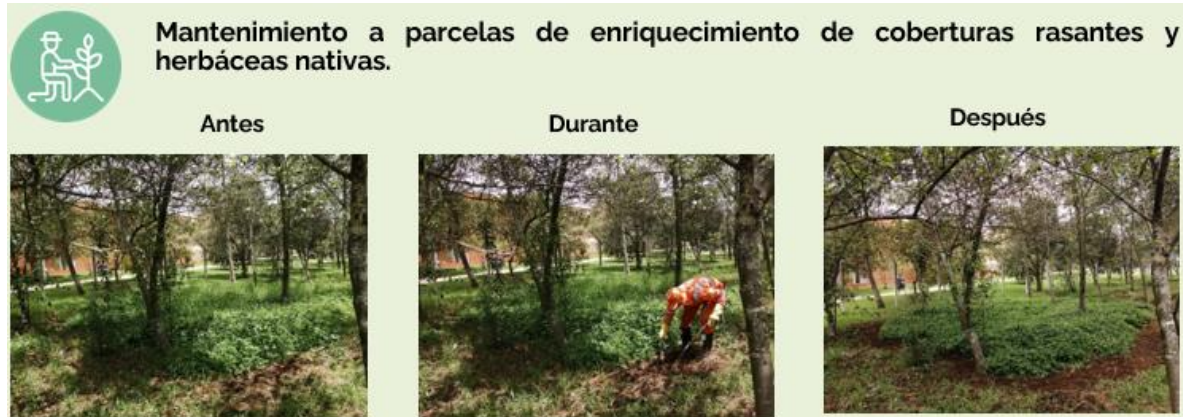 Mantenimiento a parcelas de enriquecimiento de coberturas rasantes y
herbáceas nativas.
Antes
Durante
Después